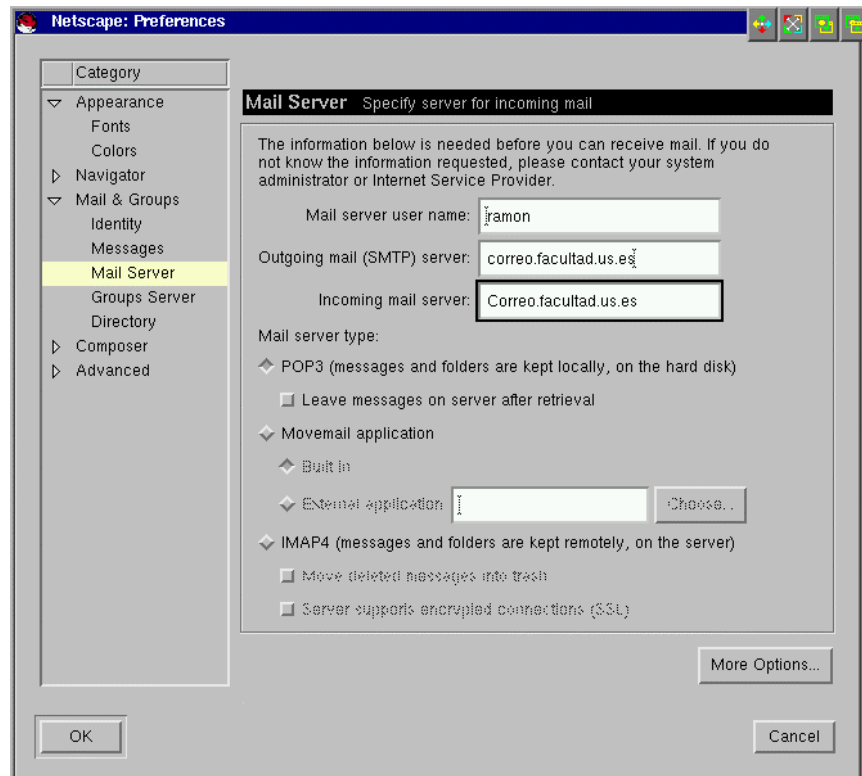 Netscape: Preferences
Category
Appearance
Fonts
Colors
Navigator
Mail & Groups
Identity
Messages
Mail Server
Groups Server
Directory
Composer
Advanced
Mail Server Specify server for incoming mail
The information below is needed before you can receive mail. If you do
not know the information requested, please contact your system
administrator or Internet Service Provider.
Mail server user name: ramon
Outgoing mail (SMTP) server: correo.facultad.us.es
Incoming mail server: Correo.facultad.us.es
Mail server type:
POP3 (messages and folders are kept locally, on the hard disk)
Leave messages on server after retrieval
Movemail application
Built in
External application Choose...
IMAP4 (messages and folders are kept remotely, on the server)
Move deleted messages into trash
Server supports encrypted connections (SSL)
More Options...
OK Cancel